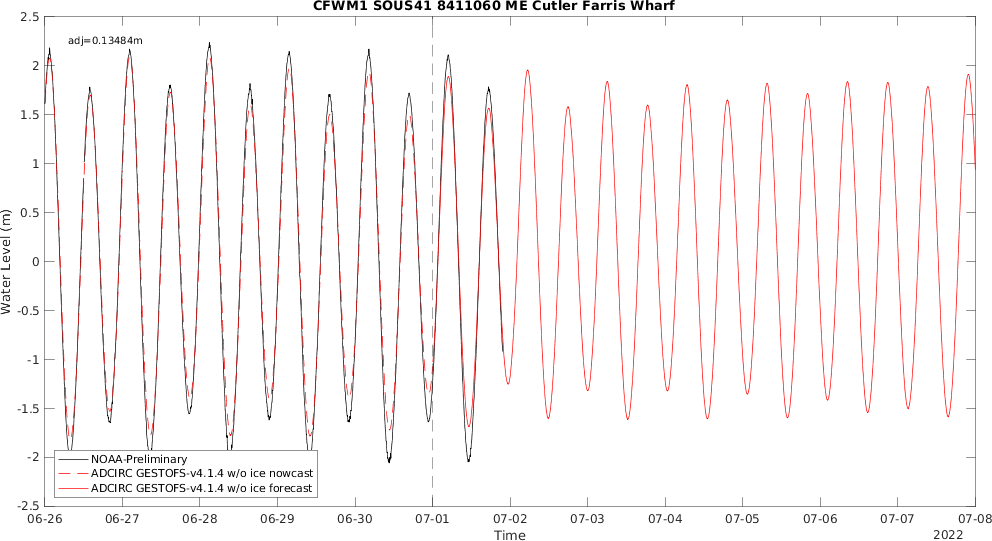 CFWM1 SOUS41 8411060 ME Cutler Farris Wharf
adj=0.13484m
2.5
2
1.5
1
0.5
0
-0.5
-1
-1.5
-2
-2.5
Water Level (m)
NOAA-Preliminary
ADCIRC GESTOFS-v4.1.4 w/o ice nowcast
ADCIRC GESTOFS-v4.1.4 w/o ice forecast
06-26 06-27 06-28 06-29 06-30 07-01 07-02 07-03 07-04 07-05 07-06 07-07 07-08
Time
2022